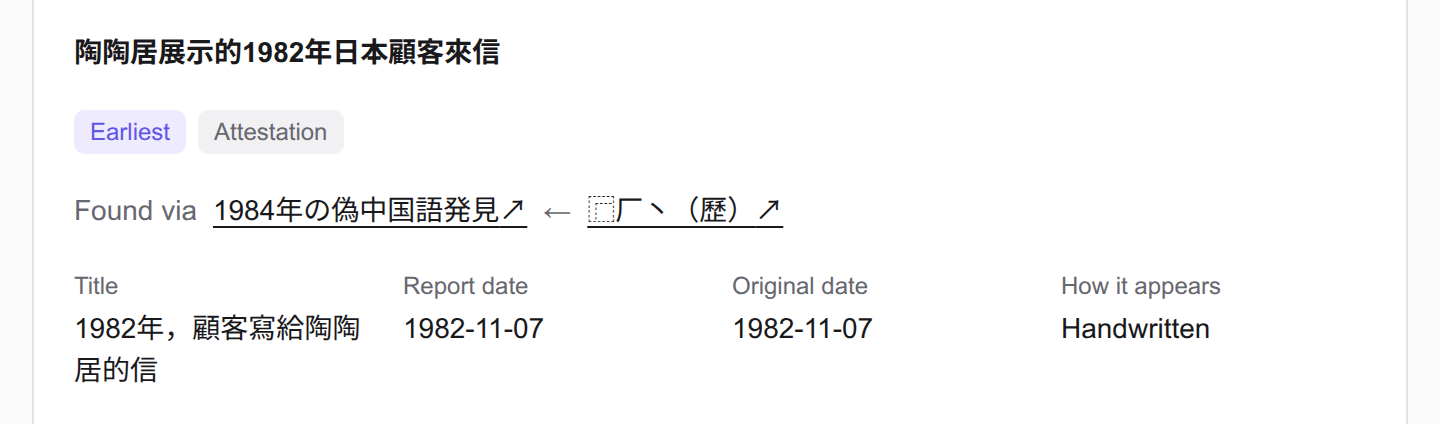 陶陶居展示的1982年日本顧客來信
Earliest Attestation
Found via 1984年の偽中国語発見↗ ← ⿸厂丶（歷）↗
Title Report date Original date How it appears
1982年，顧客寫給陶陶 1982-11-07 1982-11-07 Handwritten
居的信